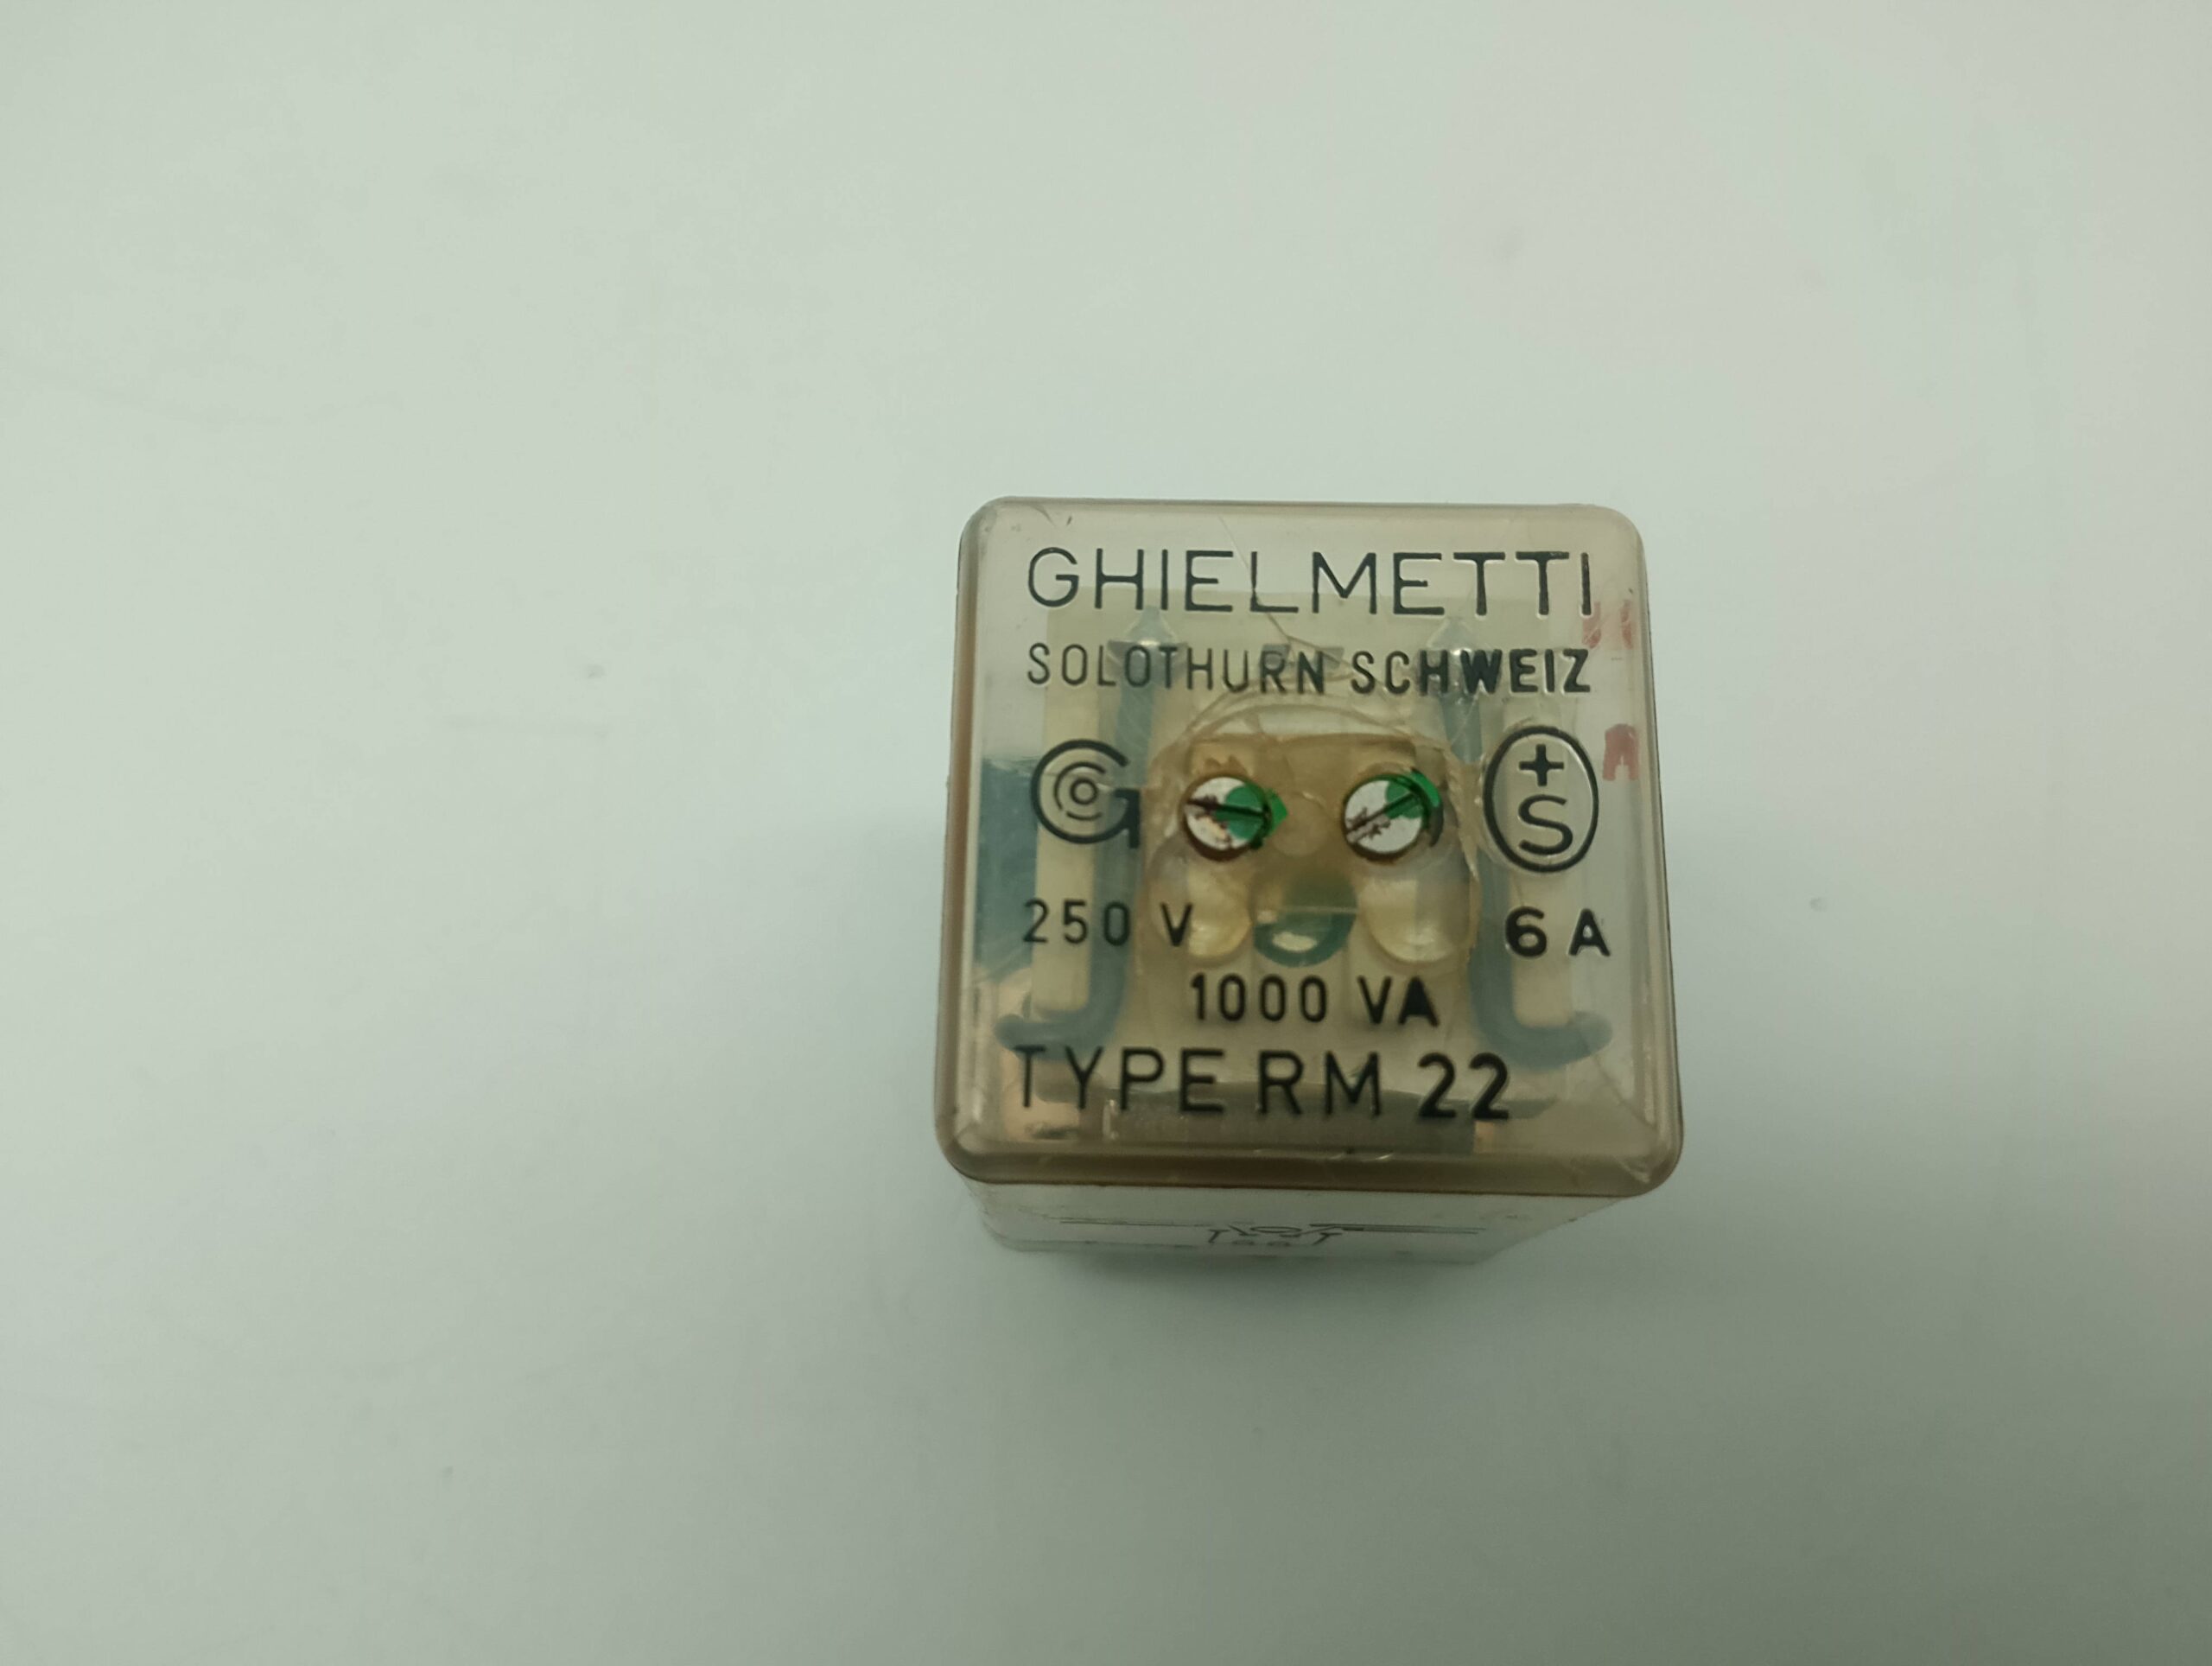 GHIELMETTI
SOLOTHURN SCHWEIZ
G
+S
250 V 6 A
1000 VA
TYPE RM 22